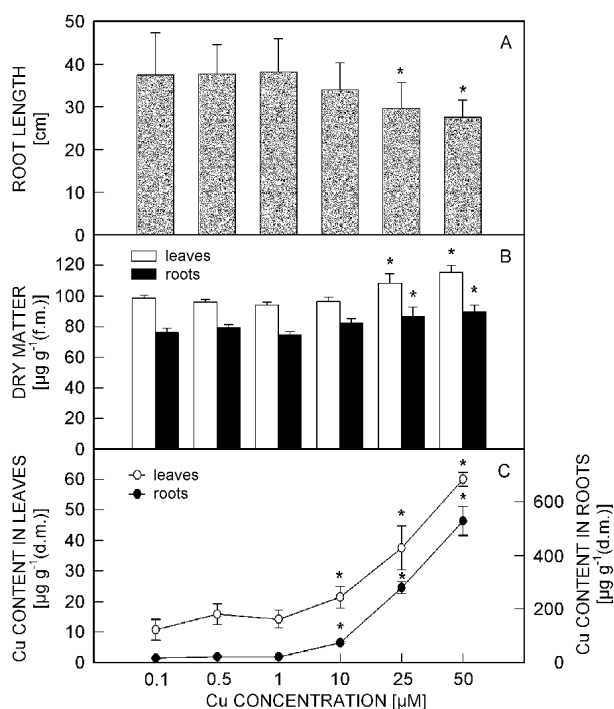 A
ROOT LENGTH
[cm]
50
40
30
20
10
0
B
leaves
roots
DRY MATTER
[µg g⁻¹(f.m.)]
120
100
80
60
40
20
0
* *
* *
* *
C
leaves
roots
Cu CONTENT IN LEAVES
[µg g⁻¹(d.m.)]
60
50
40
30
20
10
0
* * *
* * *
Cu CONTENT IN ROOTS
[µg g⁻¹(d.m.)]
600
400
200
0
0.1 0.5 1 10 25 50
Cu CONCENTRATION [µM]